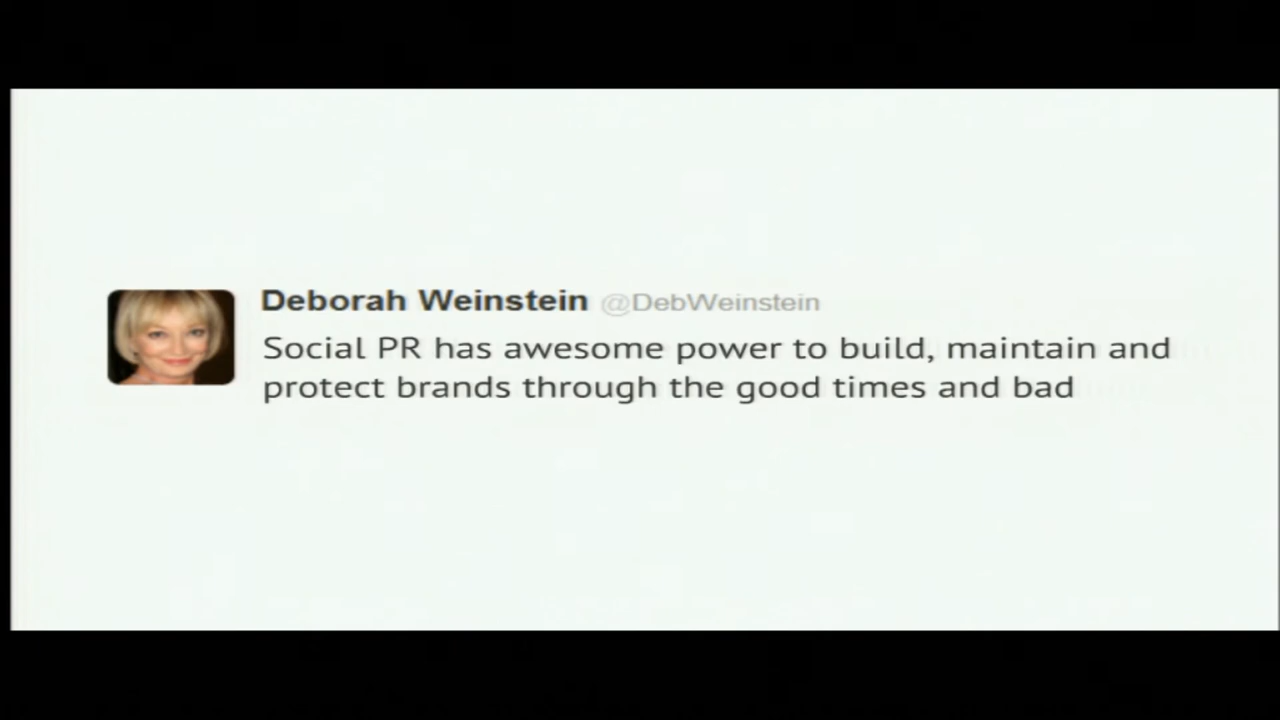 Deborah Weinstein @DebWeinstein
Social PR has awesome power to build, maintain and
protect brands through the good times and bad